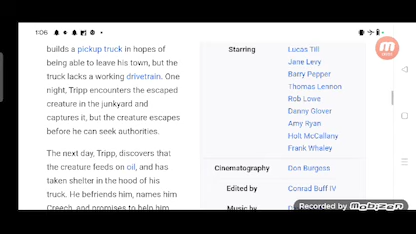 1:06
builds a pickup truck in hopes of
being able to leave his town, but the
truck lacks a working drivetrain. One
night, Tripp encounters the escaped
creature in the junkyard and
captures it, but the creature escapes
before he can seek authorities.
The next day, Tripp, discovers that
the creature feeds on oil, and has
taken shelter in the hood of his
truck. He befriends him, names him
Creech, and promises to help him
Starring
Lucas Till
Jane Levy
Barry Pepper
Thomas Lennon
Rob Lowe
Danny Glover
Amy Ryan
Holt McCallany
Frank Whaley
Cinematography
Don Burgess
Edited by
Conrad Buff IV
Music by
Recorded by mobizen